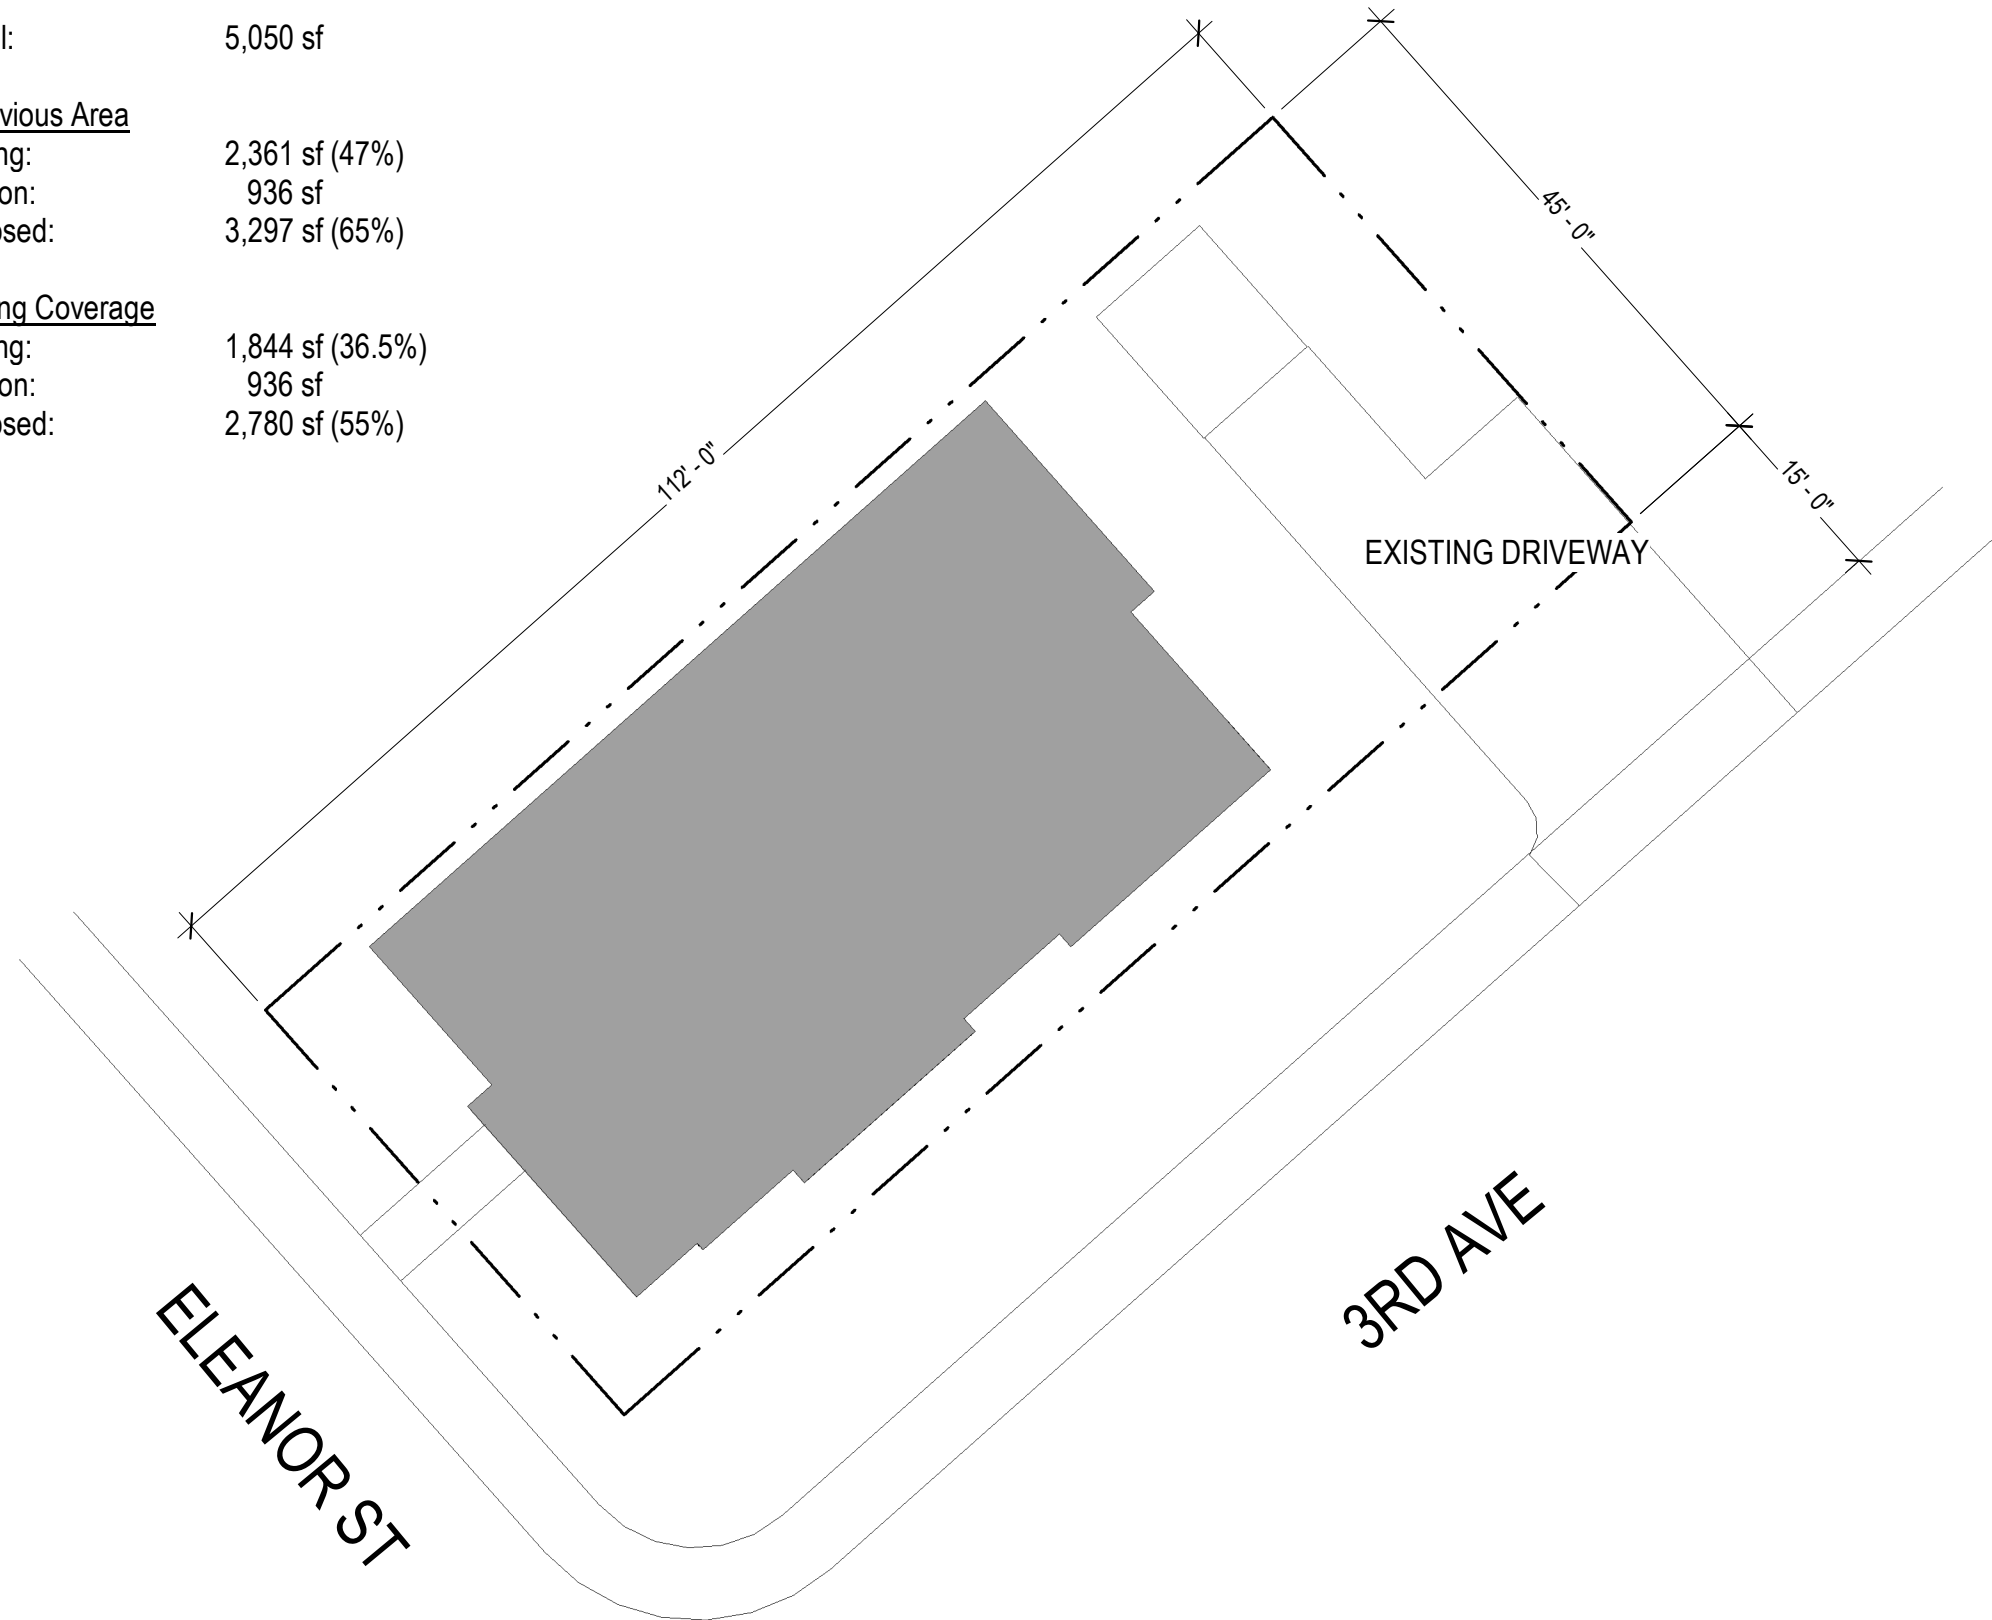 l: 5,050 sf
vious Area
ng: 2,361 sf (47%)
on: 936 sf
osed: 3,297 sf (65%)
ng Coverage
ng: 1,844 sf (36.5%)
on: 936 sf
osed: 2,780 sf (55%)
112' - 0"
45' - 0"
15' - 0"
EXISTING DRIVEWAY
ELEANOR ST
3RD AVE